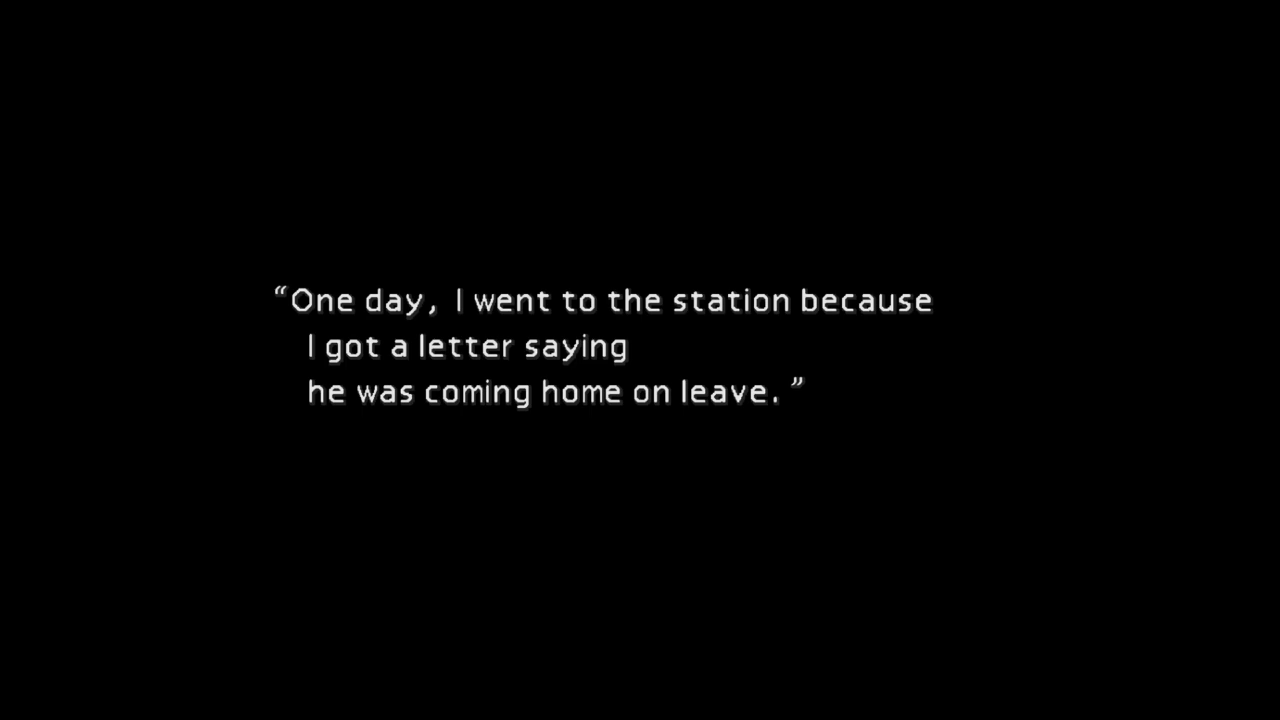 “One day, I went to the station because
I got a letter saying
he was coming home on leave.”